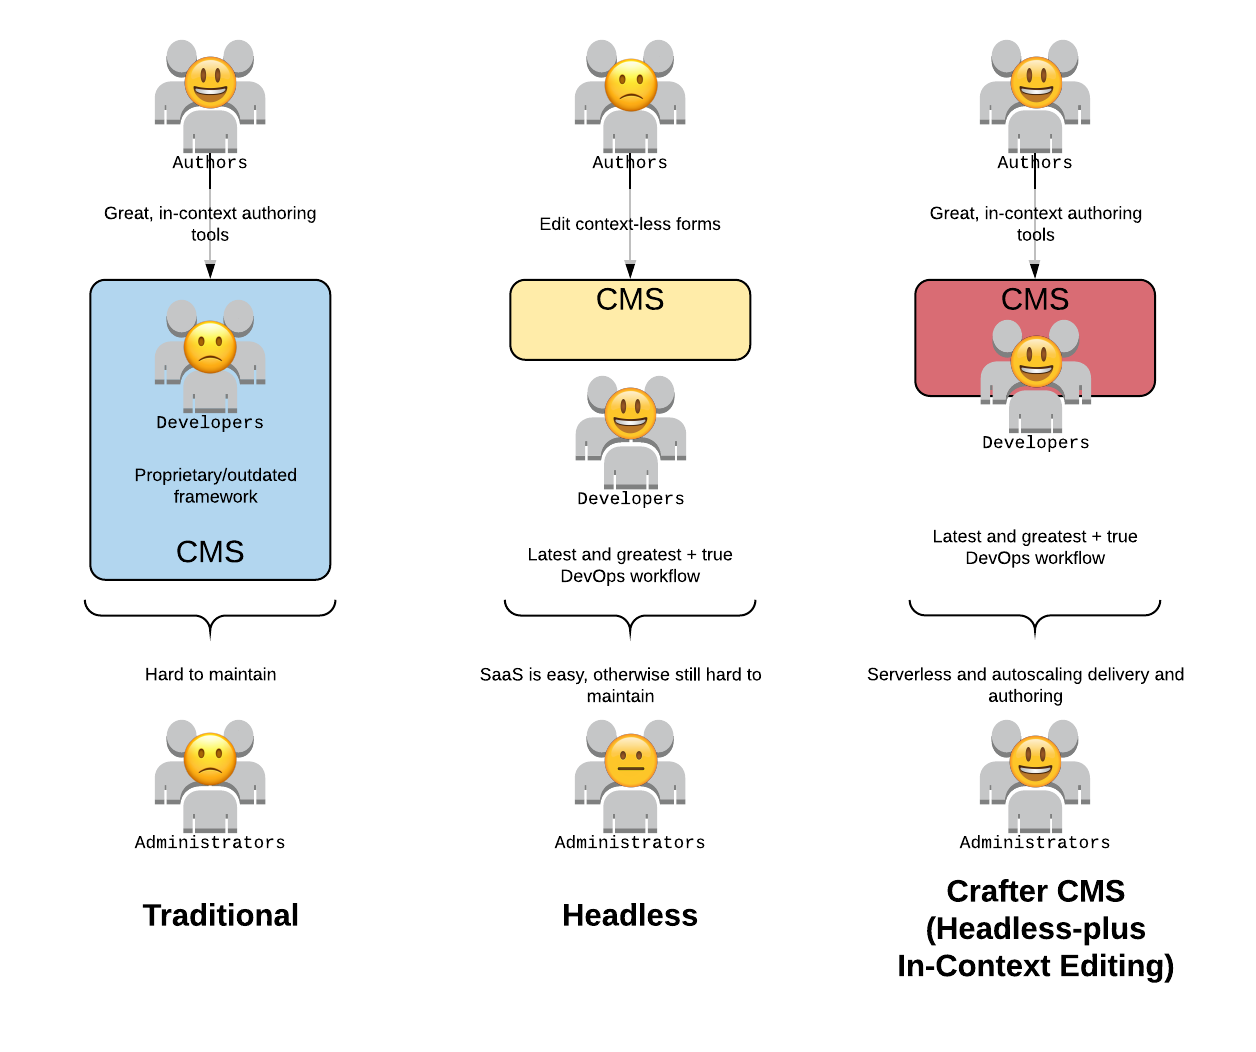 Authors
Great, in-context authoring
tools
Developers
Proprietary/outdated
framework
CMS
Hard to maintain
Administrators
Traditional
Authors
Edit context-less forms
CMS
Developers
Latest and greatest + true
DevOps workflow
SaaS is easy, otherwise still hard to
maintain
Administrators
Headless
Authors
Great, in-context authoring
tools
CMS
Developers
Latest and greatest + true
DevOps workflow
Serverless and autoscaling delivery and
authoring
Administrators
Crafter CMS
(Headless-plus
In-Context Editing)